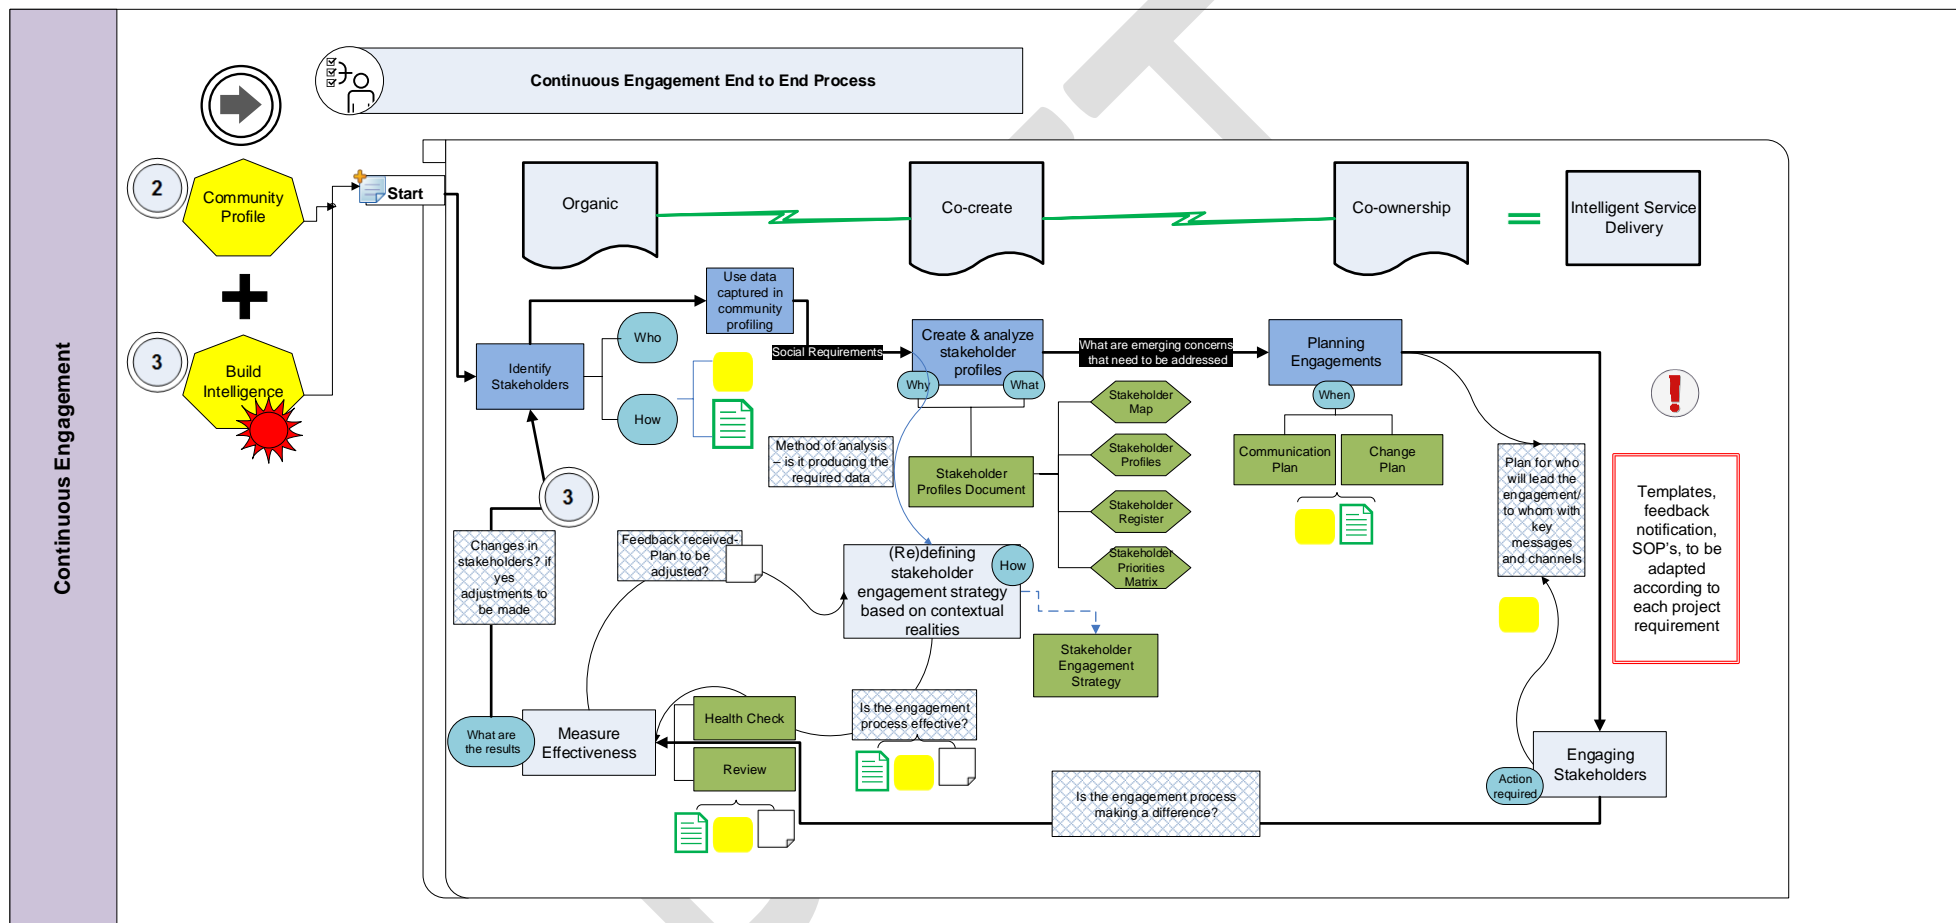 Continuous Engagement
Continuous Engagement End to End Process
2
Community
Profile
3
Build
Intelligence
Start
Organic
Co-create
Co-ownership
Intelligent Service
Delivery
Use data
captured in
community
profiling
Identify
Stakeholders
Who
How
Social Requirements
Create & analyze
stakeholder
profiles
Why
What
What are emerging concerns
that need to be addressed
Planning
Engagements
When
Communication
Plan
Change
Plan
Stakeholder
Map
Stakeholder
Profiles
Stakeholder
Register
Stakeholder
Priorities
Matrix
Stakeholder
Profiles Document
Method of analysis
– is it producing the
required data
3
Changes in
stakeholders? if
yes
adjustments to
be made
Feedback received-
Plan to be
adjusted?
(Re)defining
stakeholder
engagement strategy
based on contextual
realities
How
Stakeholder
Engagement
Strategy
Plan for who
will lead the
engagement/
to whom with
key
messages
and channels
!
Templates,
feedback
notification,
SOP's, to be
adapted
according to
each project
requirement
What are
the results
Measure
Effectiveness
Health Check
Review
Is the engagement
process effective?
Is the engagement process
making a difference?
Action
required
Engaging
Stakeholders